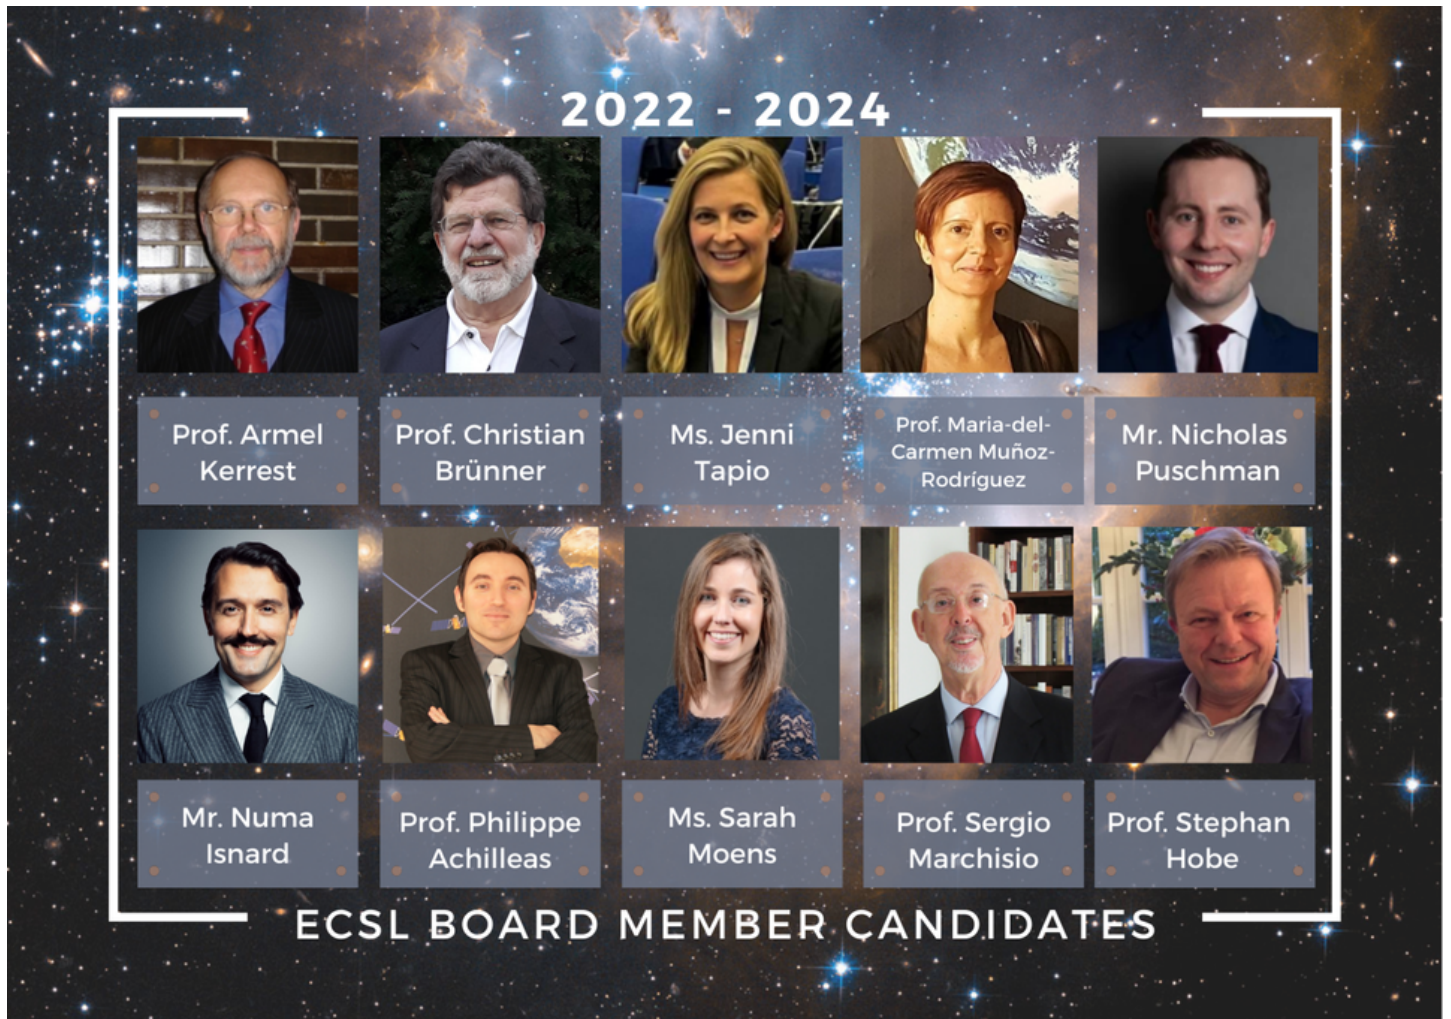 2022 - 2024
Prof. Armel
Kerrest
Prof. Christian
Brünner
Ms. Jenni
Tapio
Prof. Maria-del-
Carmen Muñoz-
Rodríguez
Mr. Nicholas
Puschman
Mr. Numa
Isnard
Prof. Philippe
Achilleas
Ms. Sarah
Moens
Prof. Sergio
Marchisio
Prof. Stephan
Hobe
ECSL BOARD MEMBER CANDIDATES